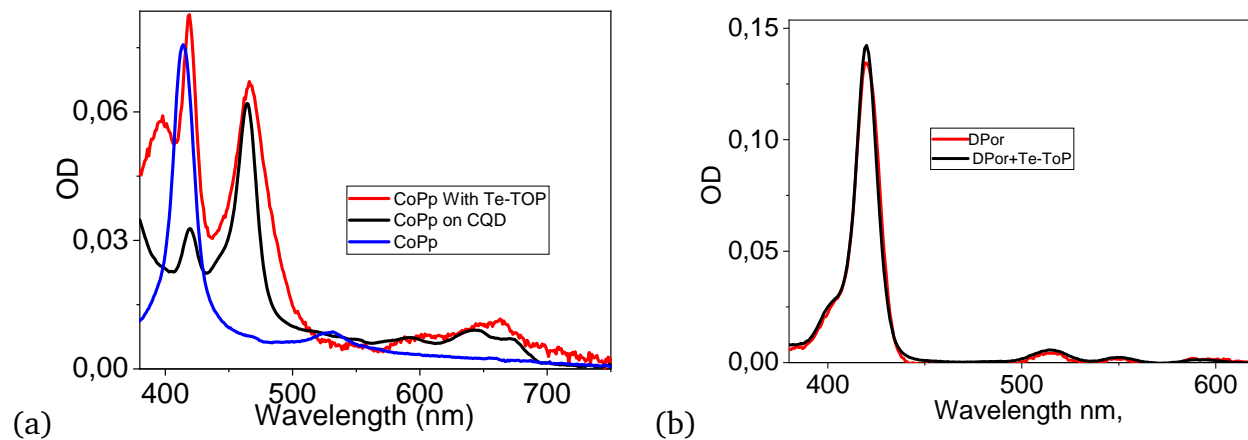 0,06
0,03
0,00
OD
400 500 600 700
Wavelength (nm)
CoPp With Te-TOP
CoPp on CQD
CoPp
(a)
0,15
0,10
0,05
0,00
OD
400 500 600
Wavelength nm,
DPor
DPor+Te-ToP
(b)